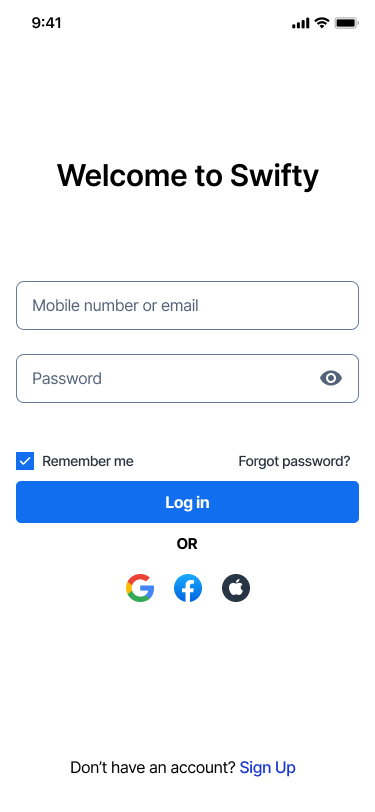 9:41
Welcome to Swifty
Mobile number or email
Password
Remember me Forgot password?
Log in
OR
Don’t have an account? Sign Up